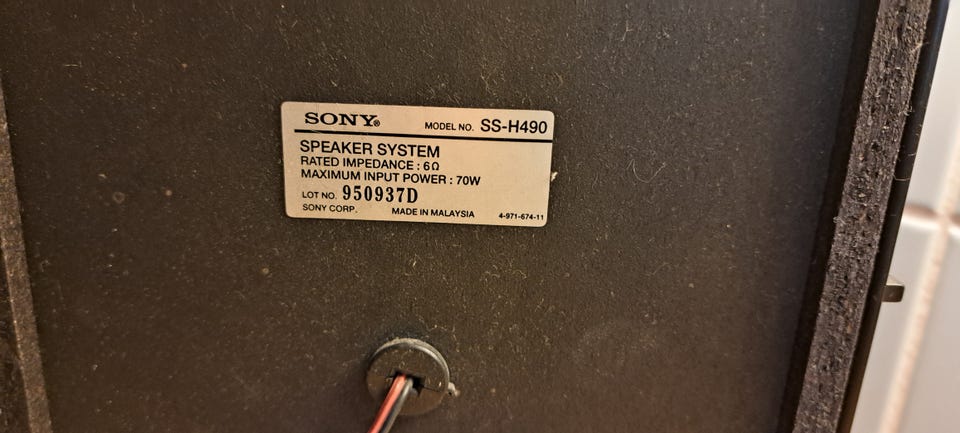 SONY®
MODEL NO. SS-H490
SPEAKER SYSTEM
RATED IMPEDANCE : 6Ω
MAXIMUM INPUT POWER : 70W
LOT NO. 950937D
SONY CORP. MADE IN MALAYSIA 4-971-674-11